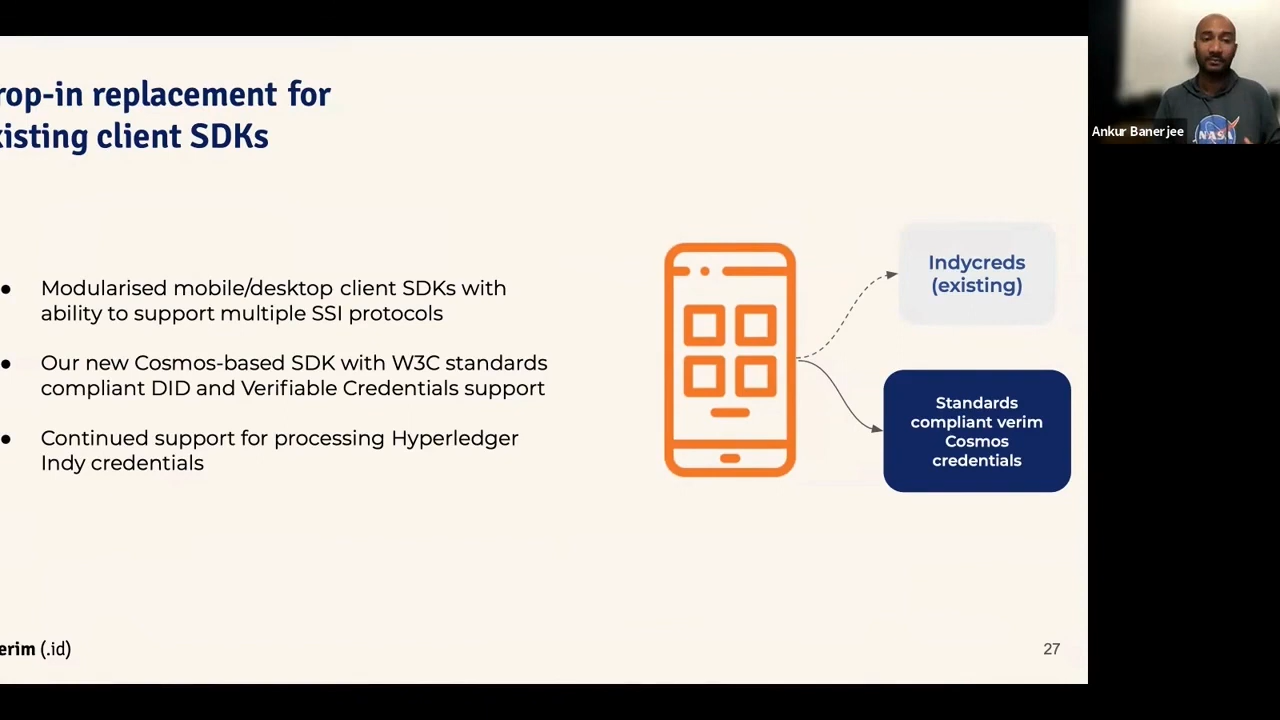 rop-in replacement for
xisting client SDKs
● Modularised mobile/desktop client SDKs with
ability to support multiple SSI protocols
● Our new Cosmos-based SDK with W3C standards
compliant DID and Verifiable Credentials support
● Continued support for processing Hyperledger
Indy credentials
Indycreds
(existing)
Standards
compliant verim
Cosmos
credentials
erim (.id)
27
Ankur Banerjee
NASA